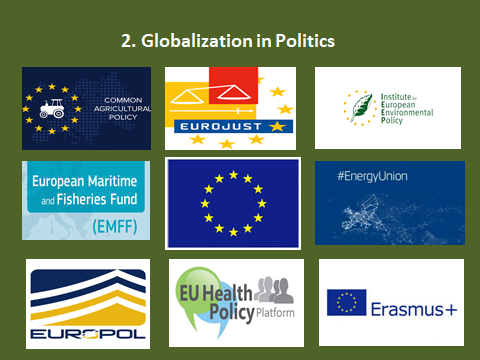 2. Globalization in Politics
COMMON
AGRICULTURAL
POLICY
EUROJUST
Institute for
European
Environmental
Policy
European Maritime
and Fisheries Fund
(EMFF)
#EnergyUnion
EUROPOL
EU Health
Policy Platform
Erasmus+